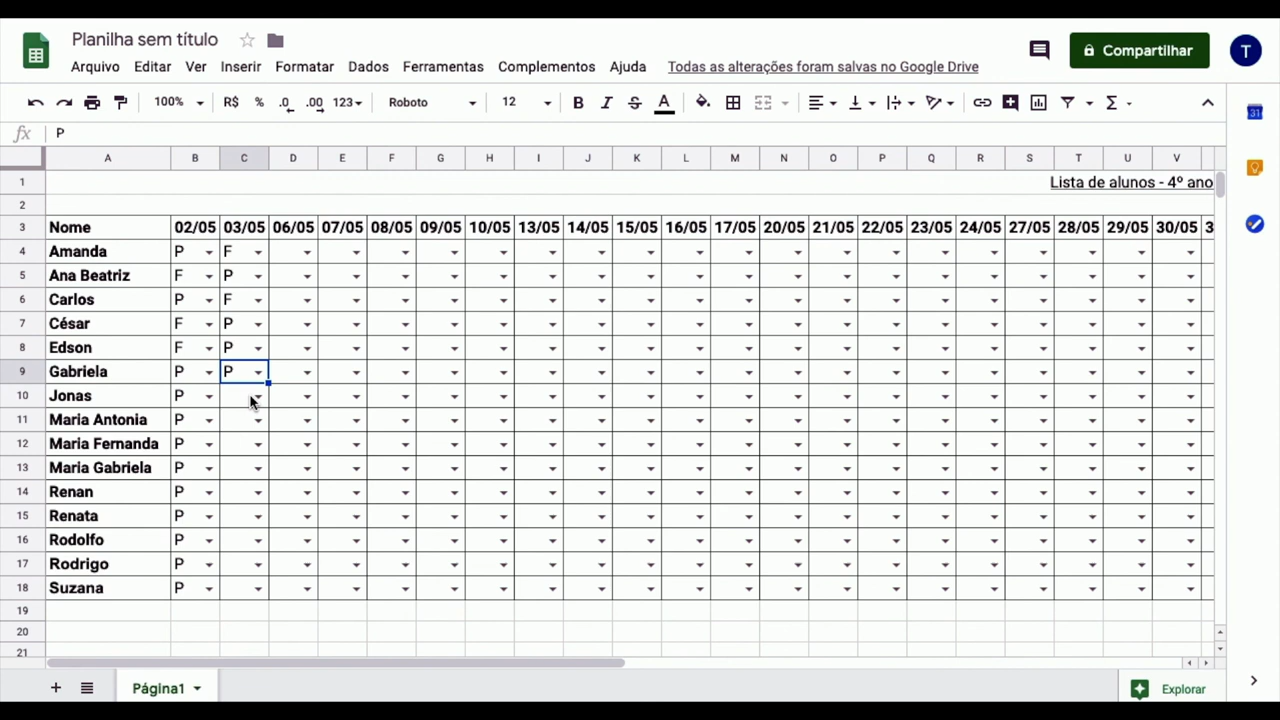 Planilha sem título
Arquivo Editar Ver Inserir Formatar Dados Ferramentas Complementos Ajuda Todas as alterações foram salvas no Google Drive
Compartilhar
T
100% R$ % .0 .00 123 Roboto 12 B I S A
31
fx P
A B C D E F G H I J K L M N O P Q R S T U V
1 Lista de alunos - 4º ano
2
3 Nome 02/05 03/05 06/05 07/05 08/05 09/05 10/05 13/05 14/05 15/05 16/05 17/05 20/05 21/05 22/05 23/05 24/05 27/05 28/05 29/05 30/05 3
4 Amanda P F
5 Ana Beatriz F P
6 Carlos P F
7 César F P
8 Edson F P
9 Gabriela P P
10 Jonas P
11 Maria Antonia P
12 Maria Fernanda P
13 Maria Gabriela P
14 Renan P
15 Renata P
16 Rodolfo P
17 Rodrigo P
18 Suzana P
19
20
21
Página1
Explorar